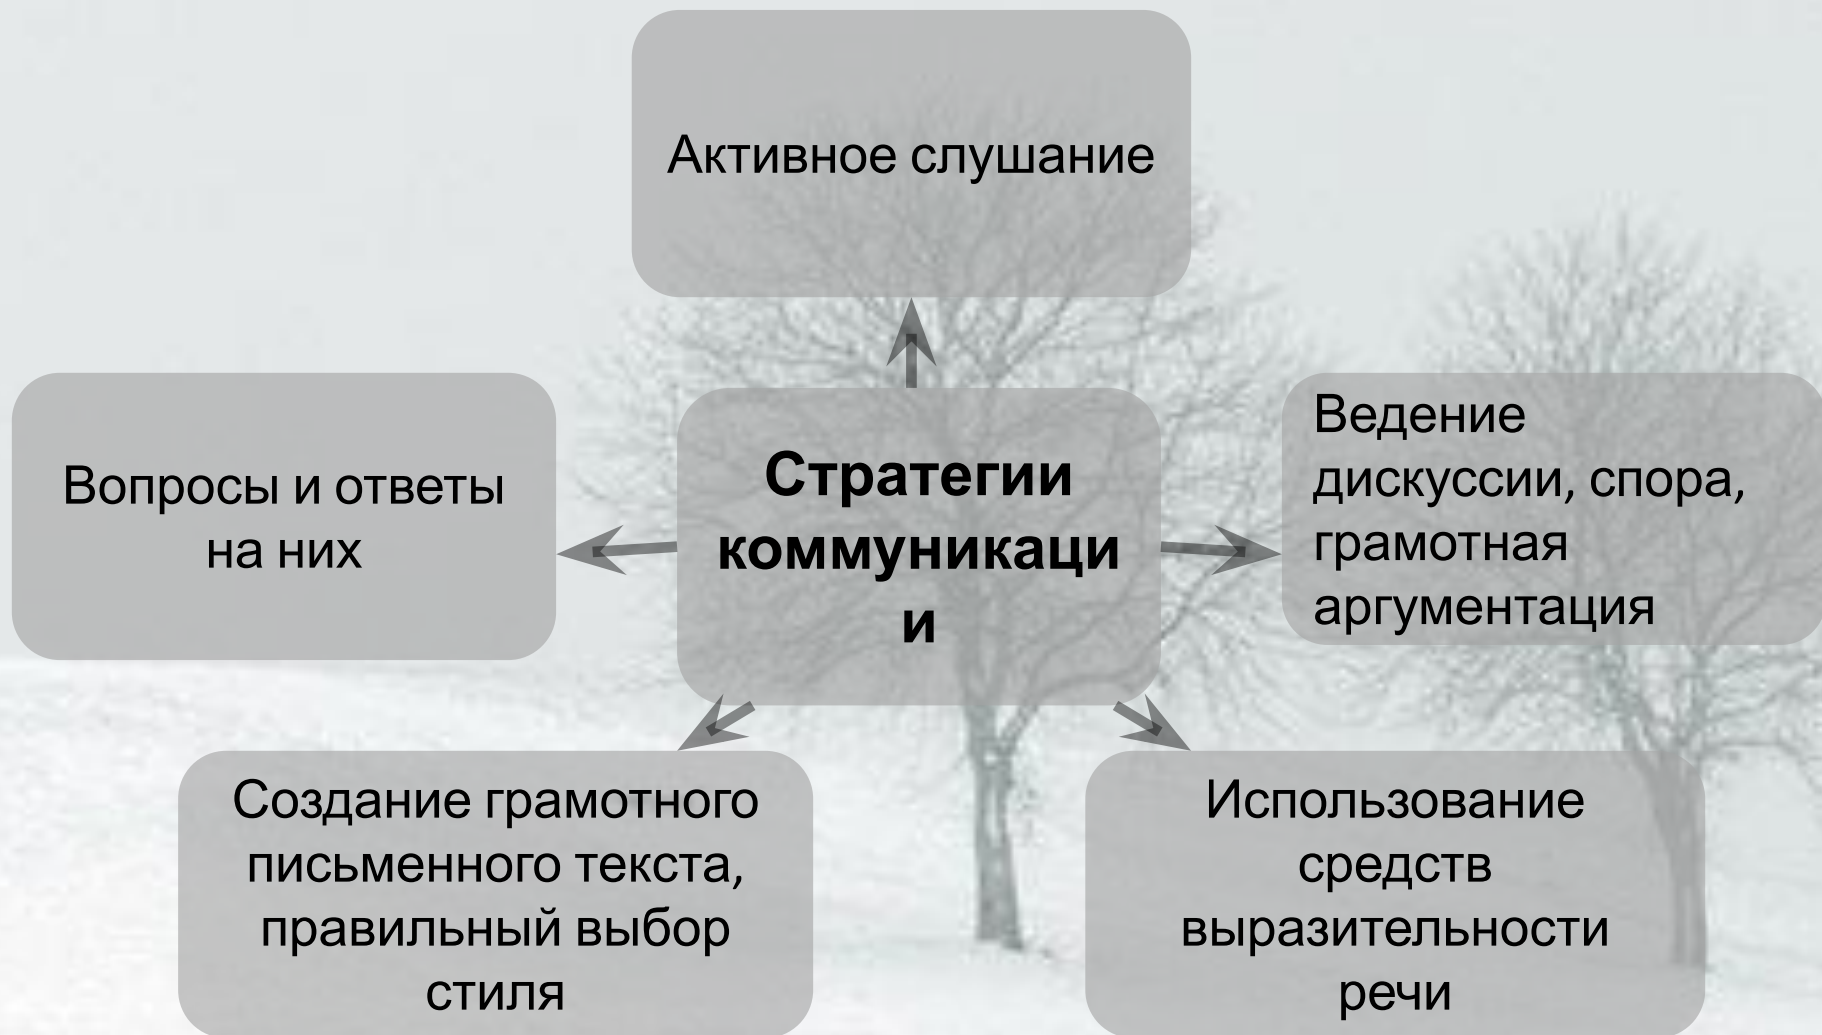 Активное слушание
Вопросы и ответы
на них
Стратегии
коммуникаци
и
Ведение
дискуссии, спора,
грамотная
аргументация
Создание грамотного
письменного текста,
правильный выбор
стиля
Использование
средств
выразительности
речи